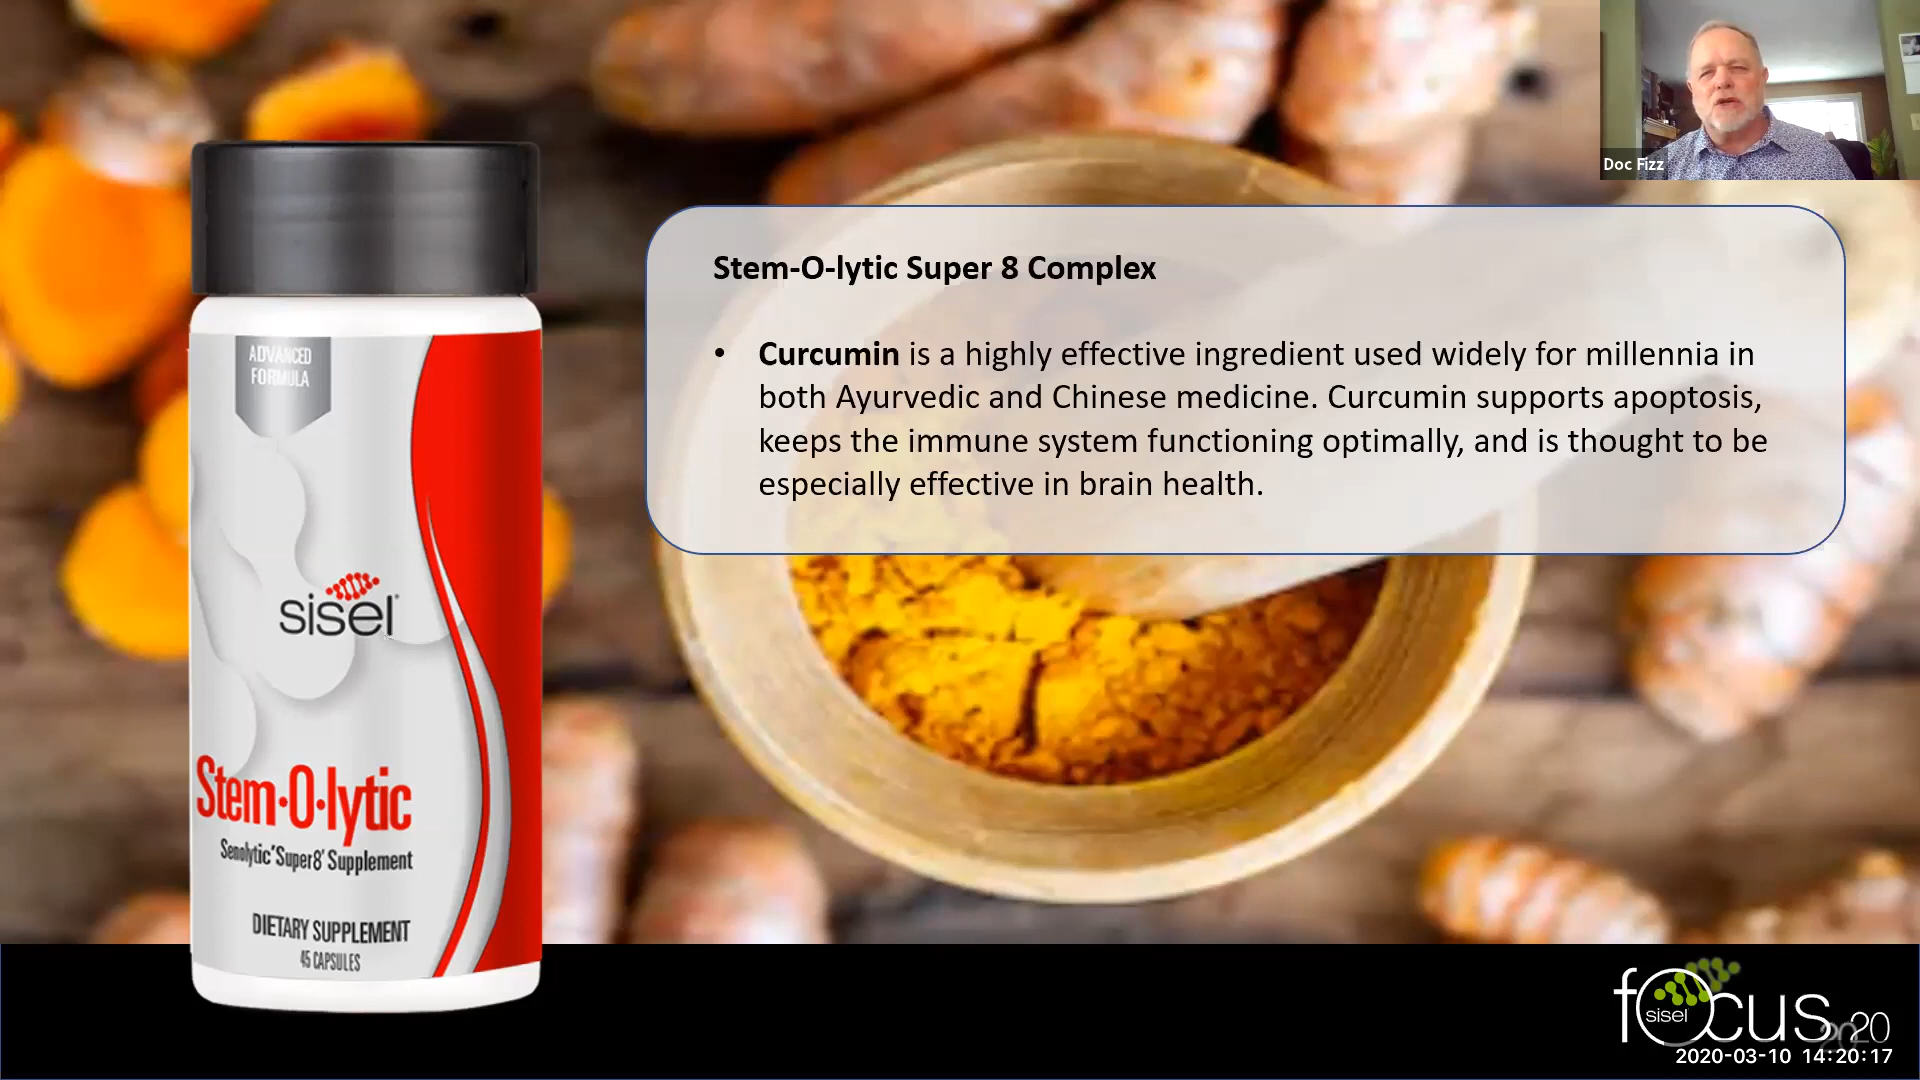 Doc Fizz
Stem-O-lytic Super 8 Complex
• Curcumin is a highly effective ingredient used widely for millennia in
both Ayurvedic and Chinese medicine. Curcumin supports apoptosis,
keeps the immune system functioning optimally, and is thought to be
especially effective in brain health.
ADVANCED
FORMULA
sisel
Stem·O·lytic
Senolytic "Super8" Supplement
DIETARY SUPPLEMENT
45 CAPSULES
focus 2020
sisel
2020-03-10 14:20:17